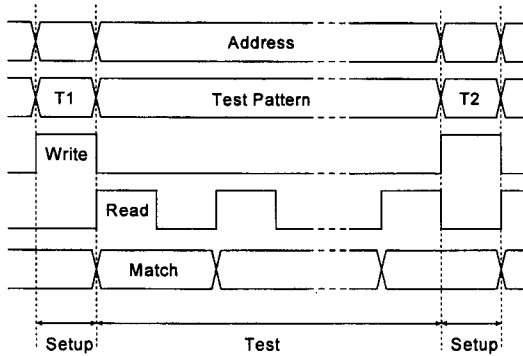 Address
T1 Test Pattern T2
Write
Read
Match
Setup Test Setup